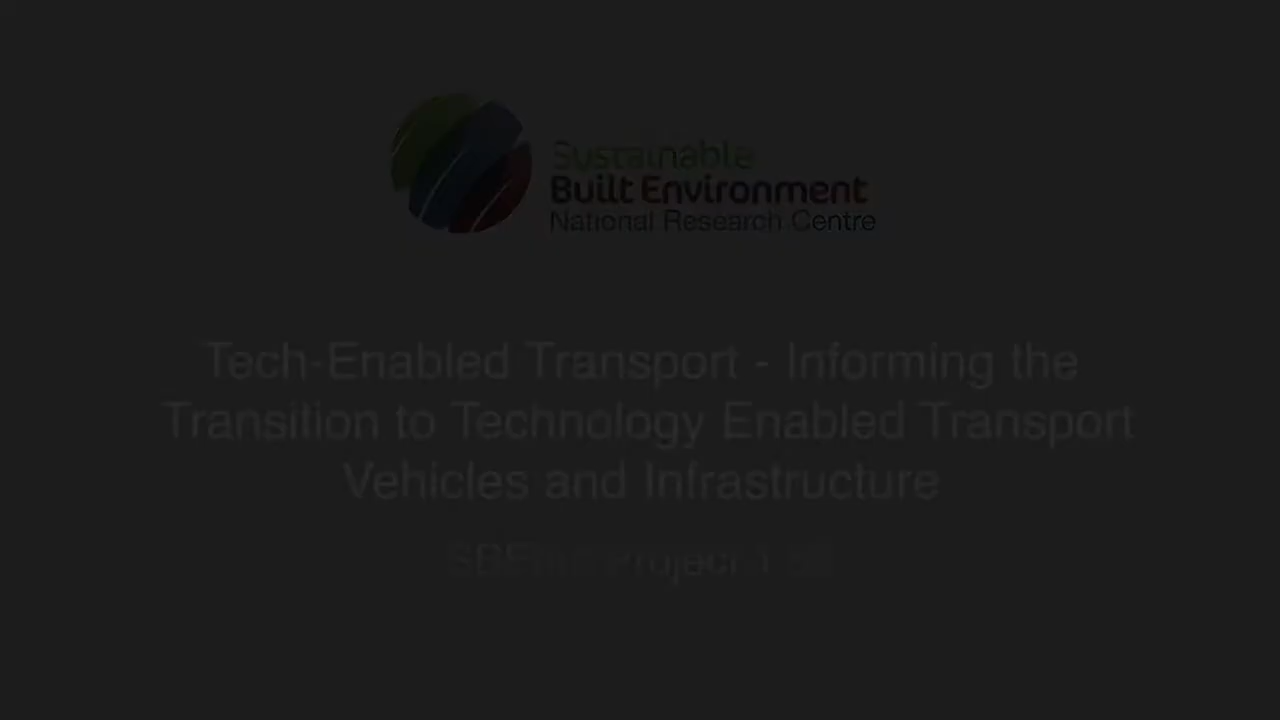 Sustainable
Built Environment
National Research Centre
Tech-Enabled Transport - Informing the
Transition to Technology Enabled Transport
Vehicles and Infrastructure
Project